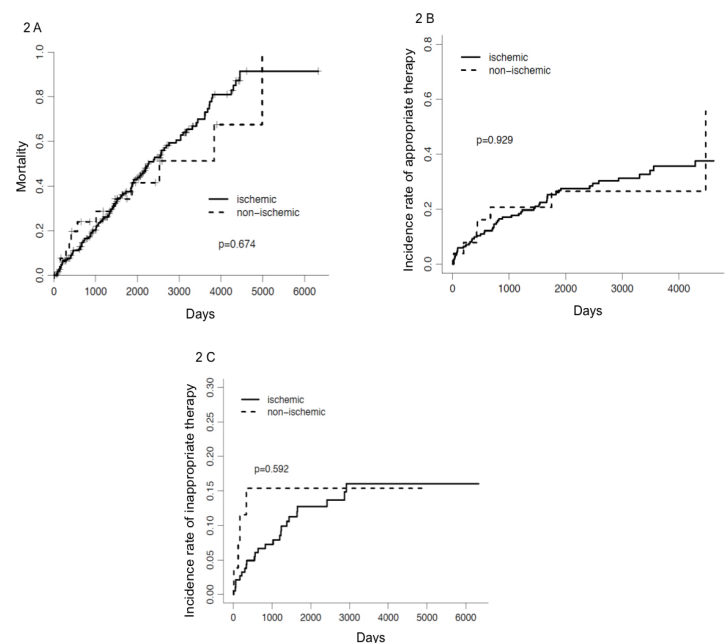 2 A
Mortality
1.0
0.8
0.6
0.4
0.2
0.0
ischemic
non-ischemic
p=0.674
0 1000 2000 3000 4000 5000 6000
Days
2 B
Incidence rate of appropriate therapy
0.8
0.6
0.4
0.2
0.0
ischemic
non-ischemic
p=0.929
0 1000 2000 3000 4000
Days
2 C
Incidence rate of inappropriate therapy
0.30
0.25
0.20
0.15
0.10
0.05
0.00
ischemic
non-ischemic
p=0.592
0 1000 2000 3000 4000 5000 6000
Days